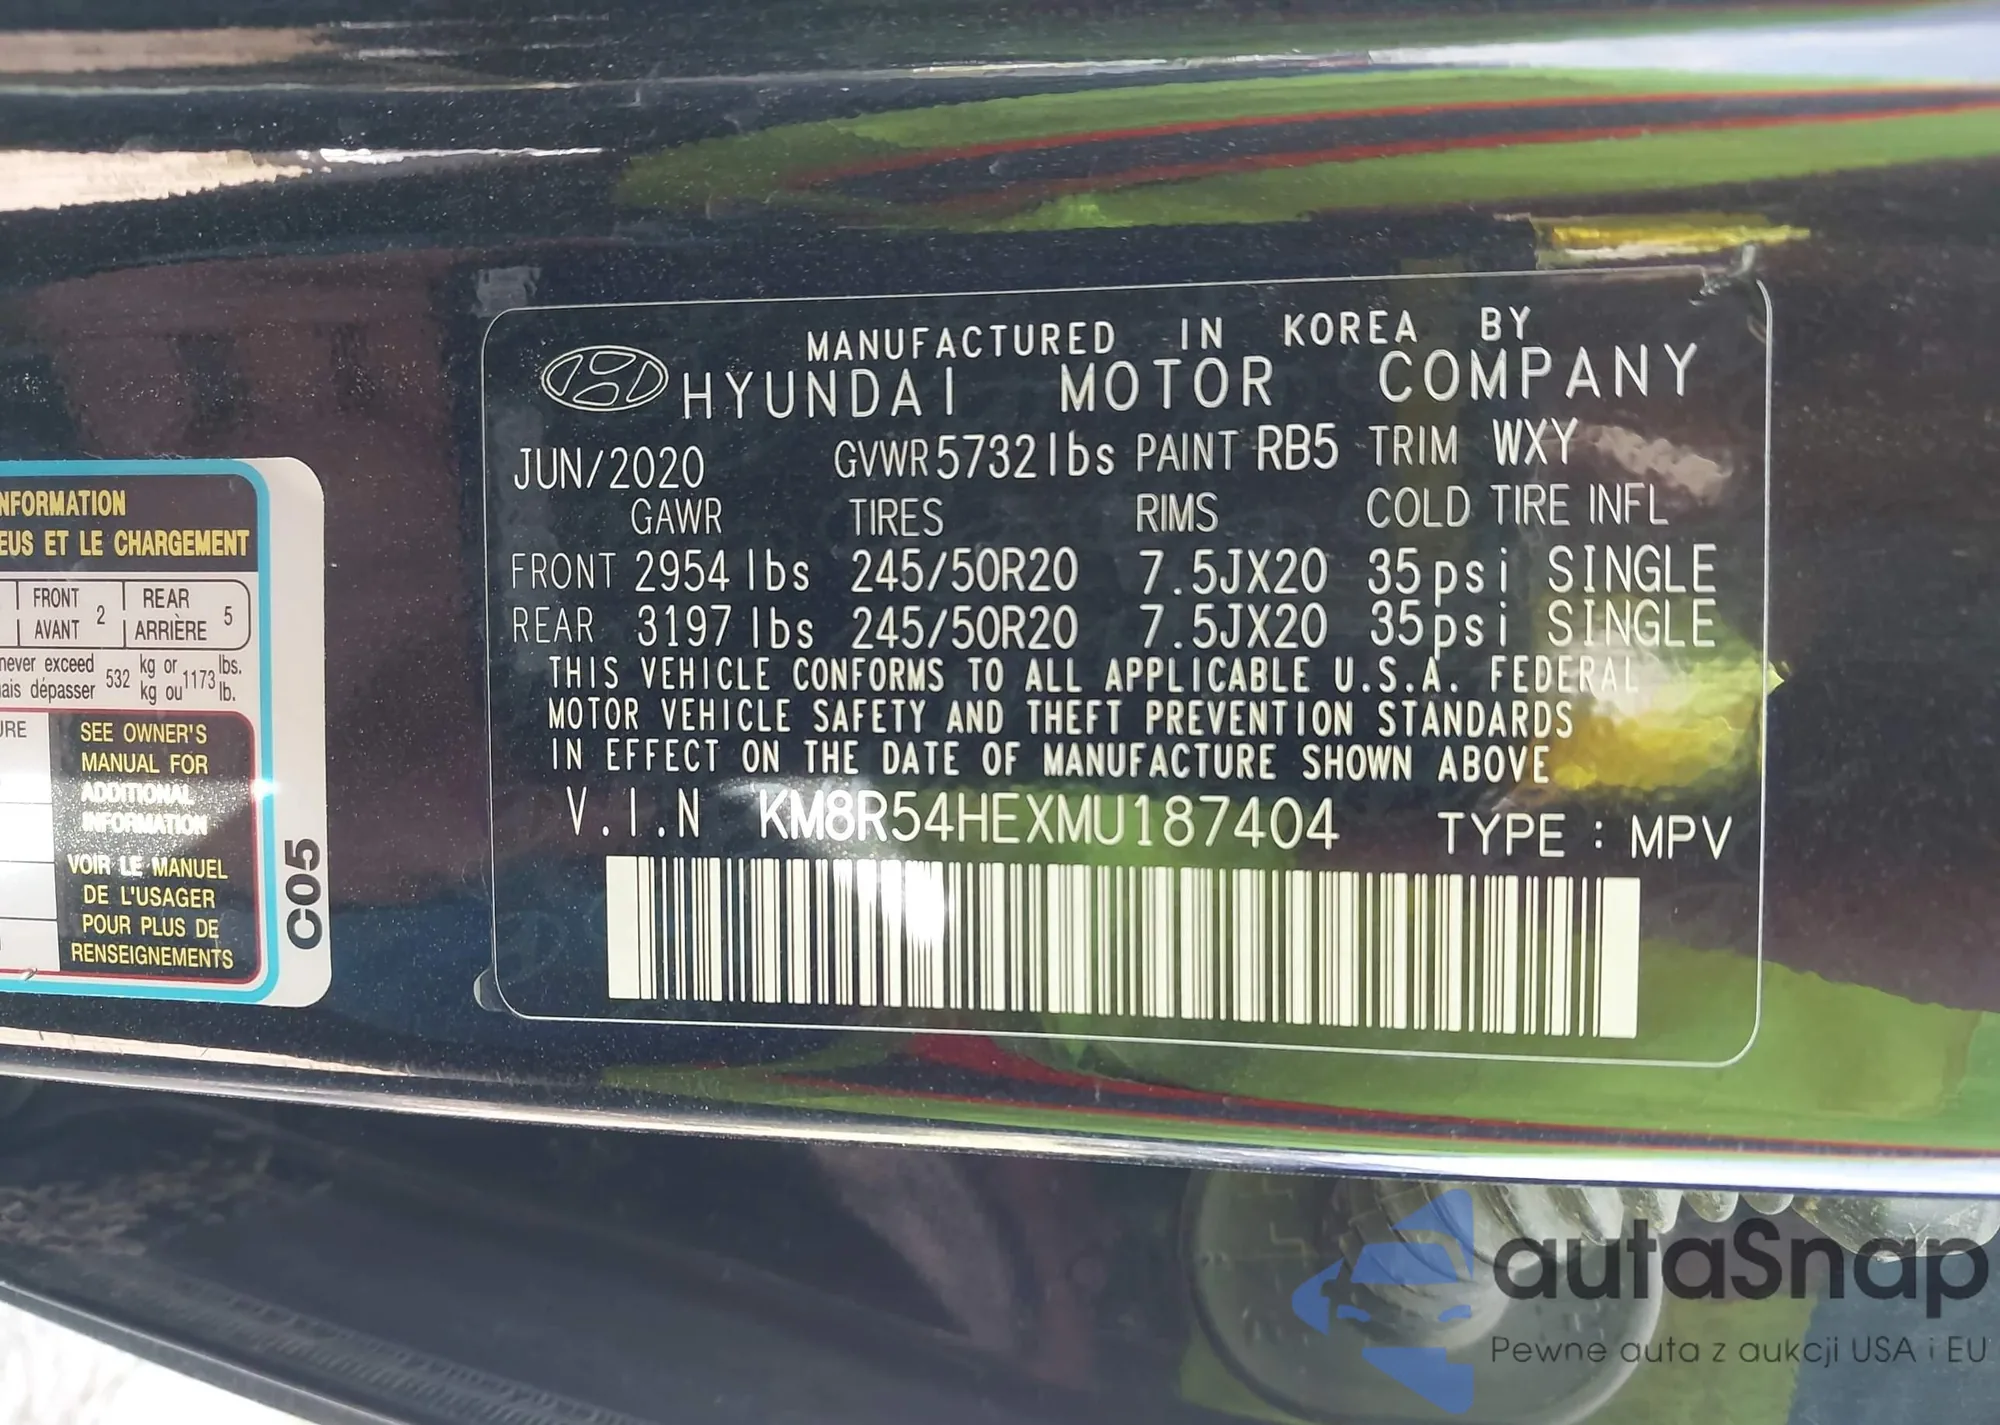 NFORMATION
EUS ET LE CHARGEMENT
FRONT 2 REAR 5
AVANT ARRIÈRE
never exceed 532 kg or 1173 lbs.
ais dépasser kg ou lb.
URE
SEE OWNER'S
MANUAL FOR
ADDITIONAL
INFORMATION
VOIR LE MANUEL
DE L'USAGER
POUR PLUS DE
RENSEIGNEMENTS
C05
MANUFACTURED IN KOREA BY
HYUNDAI MOTOR COMPANY
JUN/2020 GVWR 5732 lbs PAINT RB5 TRIM WXY
GAWR TIRES RIMS COLD TIRE INFL
FRONT 2954 lbs 245/50R20 7.5JX20 35psi SINGLE
REAR 3197 lbs 245/50R20 7.5JX20 35psi SINGLE
THIS VEHICLE CONFORMS TO ALL APPLICABLE U.S.A. FEDERAL
MOTOR VEHICLE SAFETY AND THEFT PREVENTION STANDARDS
IN EFFECT ON THE DATE OF MANUFACTURE SHOWN ABOVE
V.I.N KM8R54HEXMU187404 TYPE : MPV
autaSnap
Pewne auta z aukcji USA i EU